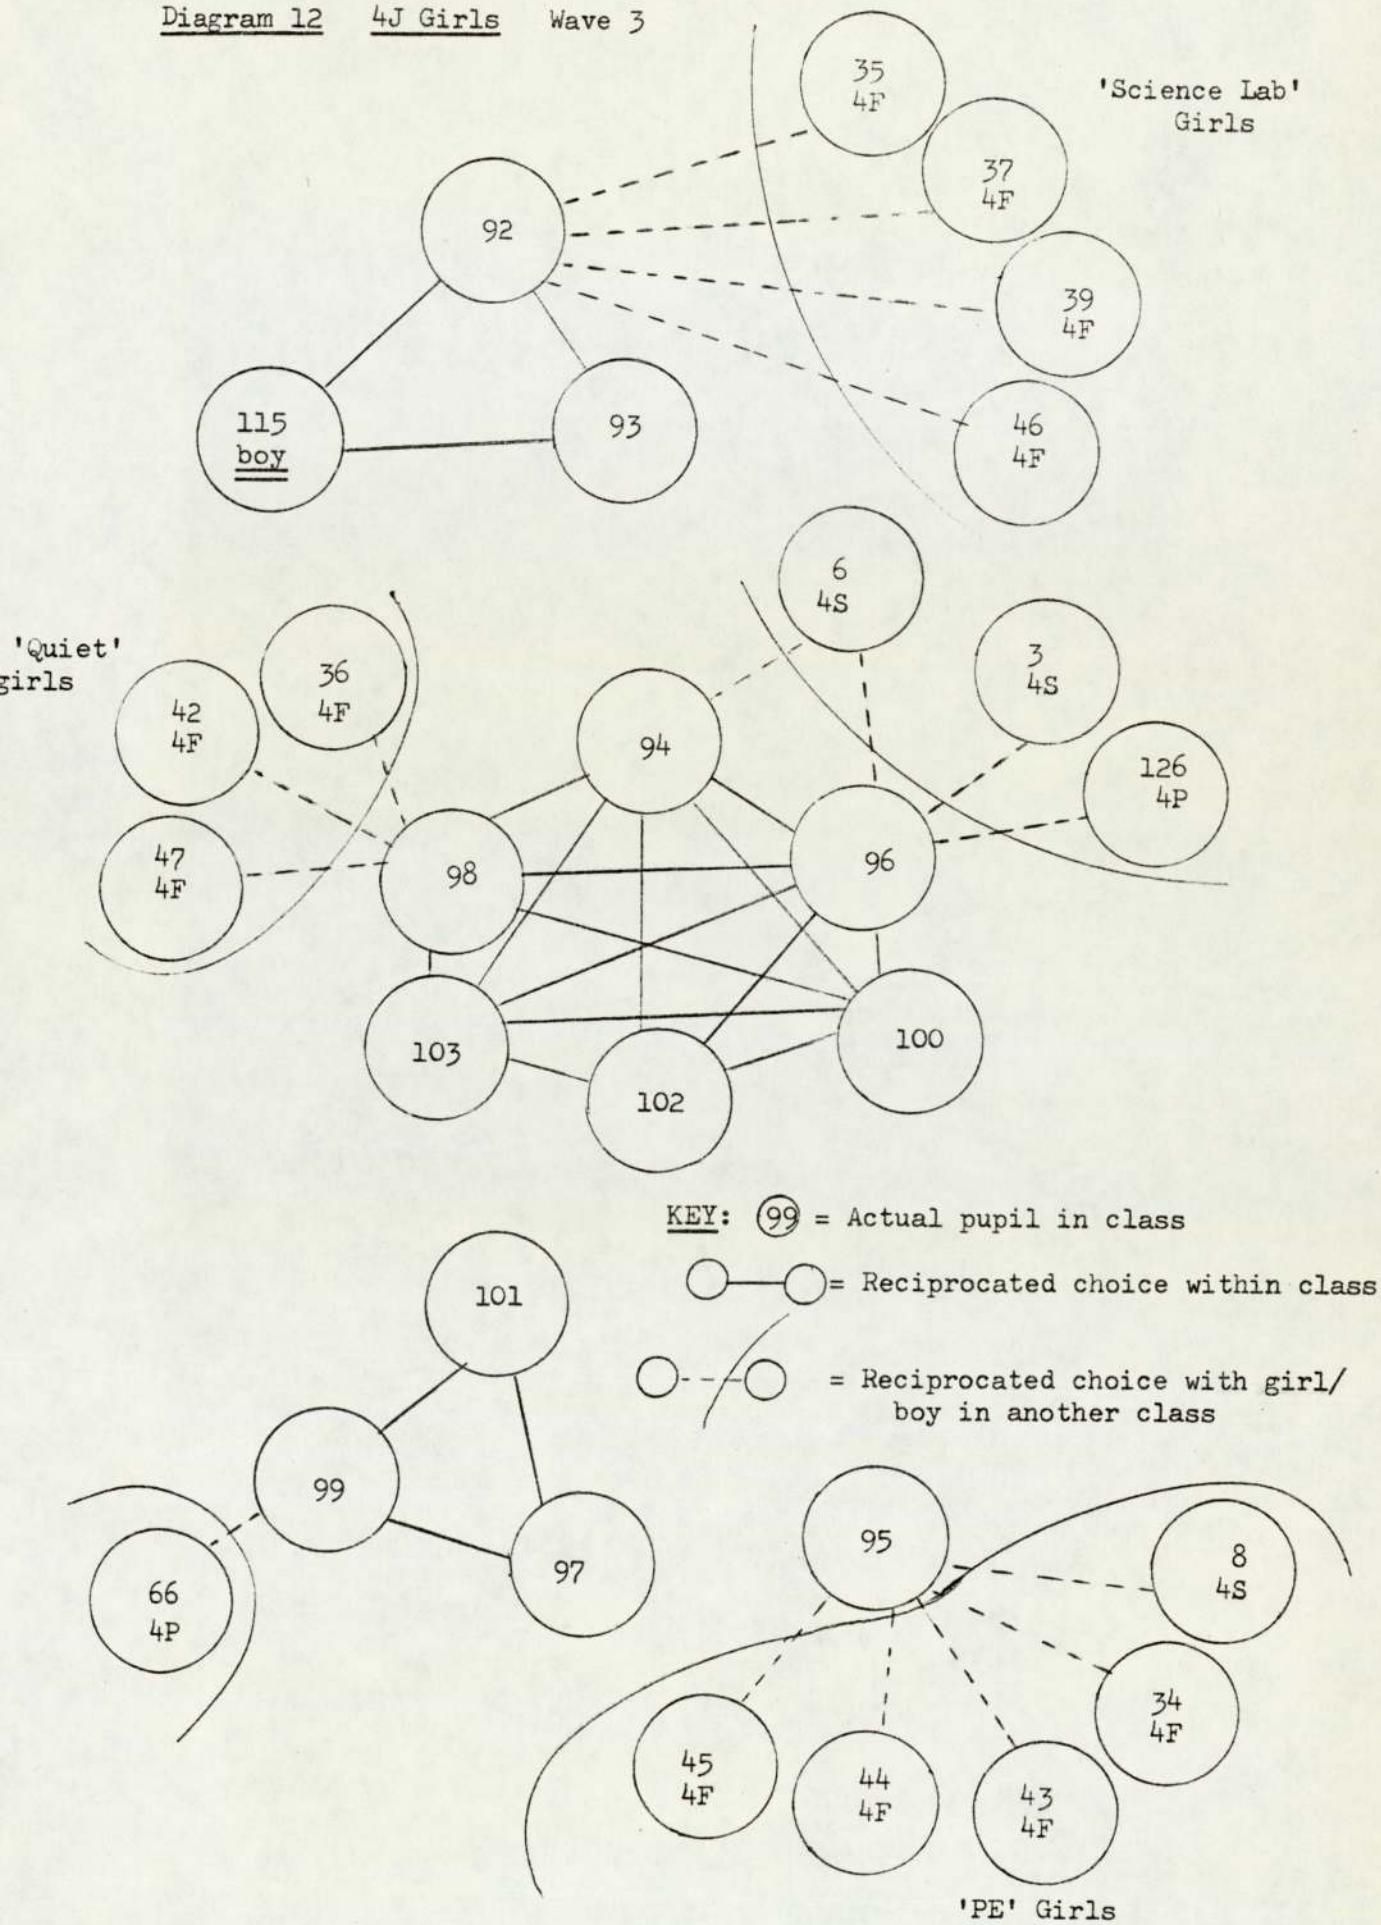 Diagram 12 4J Girls Wave 3
35
4F
'Science Lab'
Girls
37
4F
92
39
4F
115
boy
93
46
4F
6
4S
'Quiet'
girls
36
4F
3
4S
42
4F
94
126
4P
47
4F
98
96
103
100
102
KEY: 99 = Actual pupil in class
= Reciprocated choice within class
101
= Reciprocated choice with girl/
boy in another class
99
95
97
8
4S
66
4P
34
4F
45
4F
44
4F
43
4F
'PE' Girls